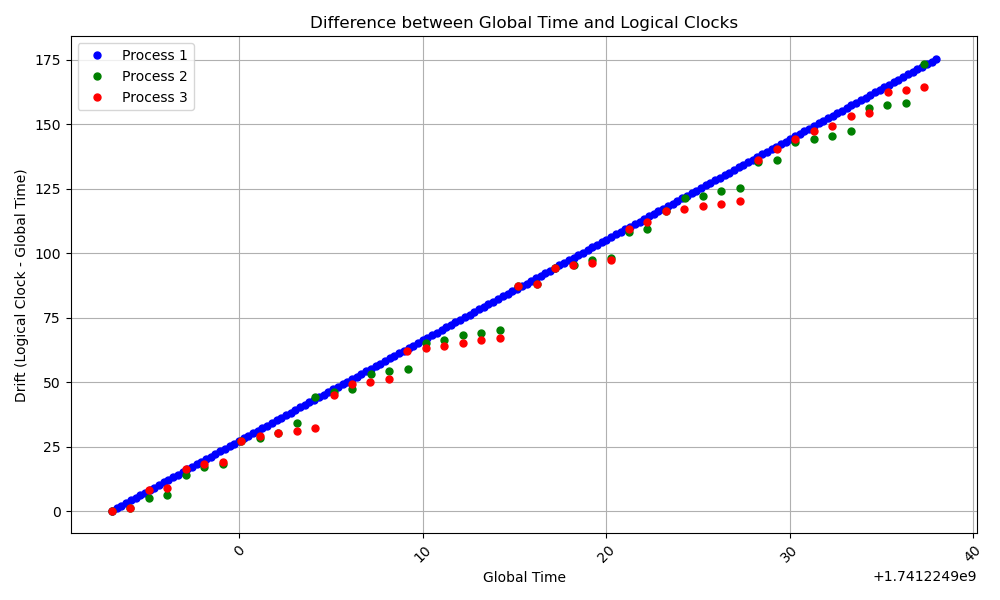 Difference between Global Time and Logical Clocks
Process 1
Process 2
Process 3
Drift (Logical Clock - Global Time)
175
150
125
100
75
50
25
0
0
10
20
30
40
Global Time
+1.7412249e9